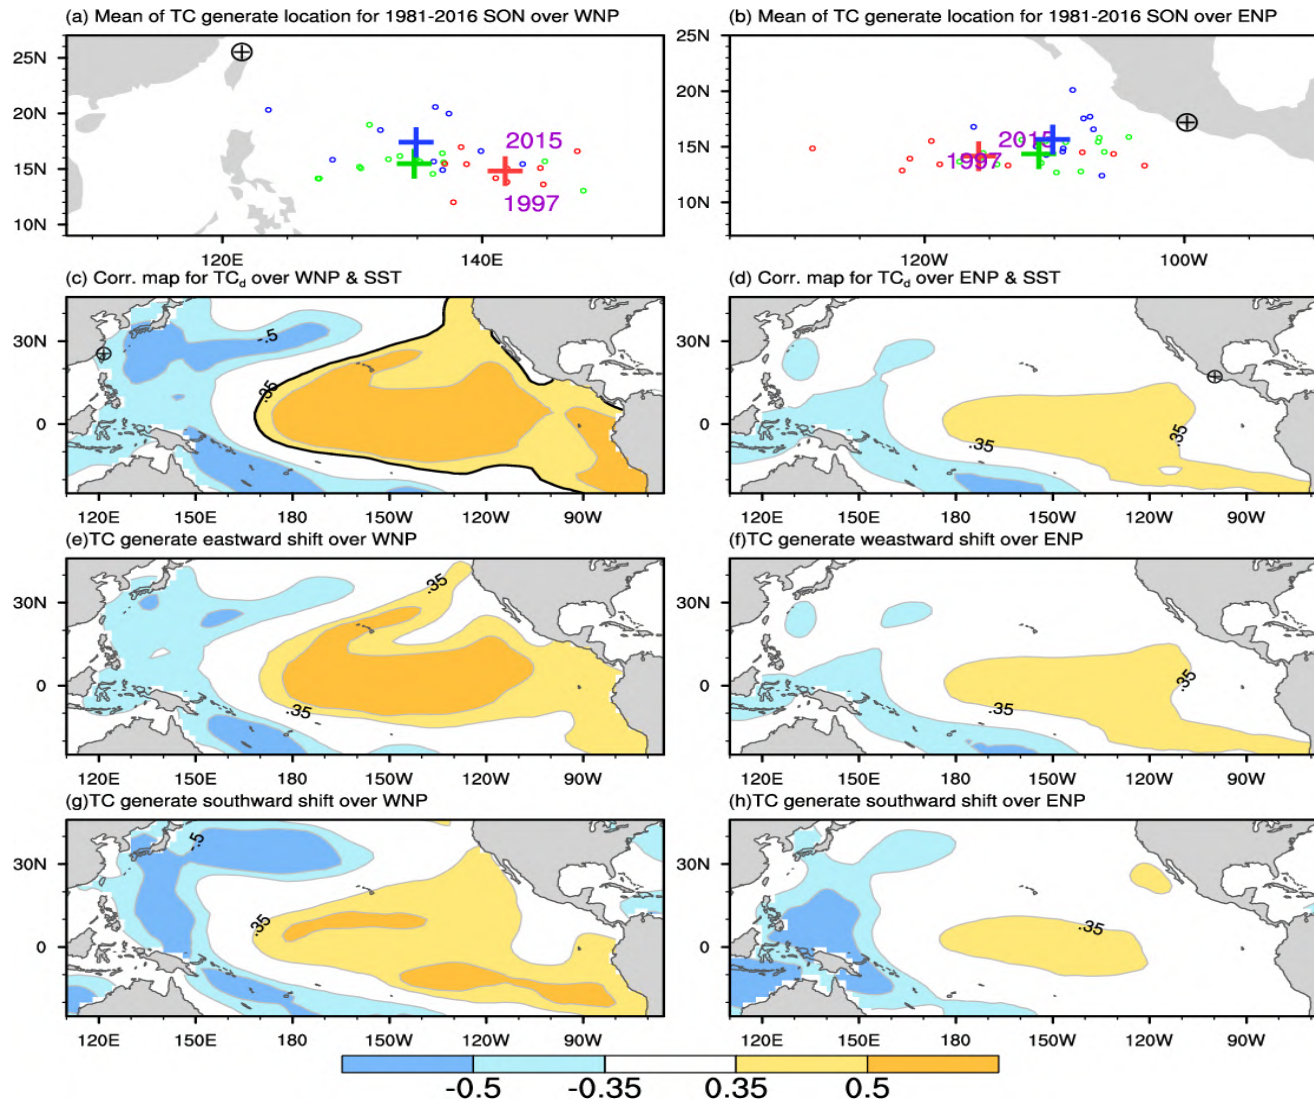 (a) Mean of TC generate location for 1981-2016 SON over WNP
(b) Mean of TC generate location for 1981-2016 SON over ENP
25N
20N
15N
10N
2015
1997
120E
140E
25N
20N
15N
10N
2015
1997
120W
100W
(c) Corr. map for TCd over WNP & SST
(d) Corr. map for TCd over ENP & SST
30N
0
-.5
.35
120E 150E 180 150W 120W 90W
30N
0
.35
.35
120E 150E 180 150W 120W 90W
(e)TC generate eastward shift over WNP
(f)TC generate weastward shift over ENP
30N
0
.35
.35
120E 150E 180 150W 120W 90W
30N
0
.35
.35
120E 150E 180 150W 120W 90W
(g)TC generate southward shift over WNP
(h)TC generate southward shift over ENP
30N
0
-.5
.35
120E 150E 180 150W 120W 90W
30N
0
.35
120E 150E 180 150W 120W 90W
-0.5 -0.35 0.35 0.5